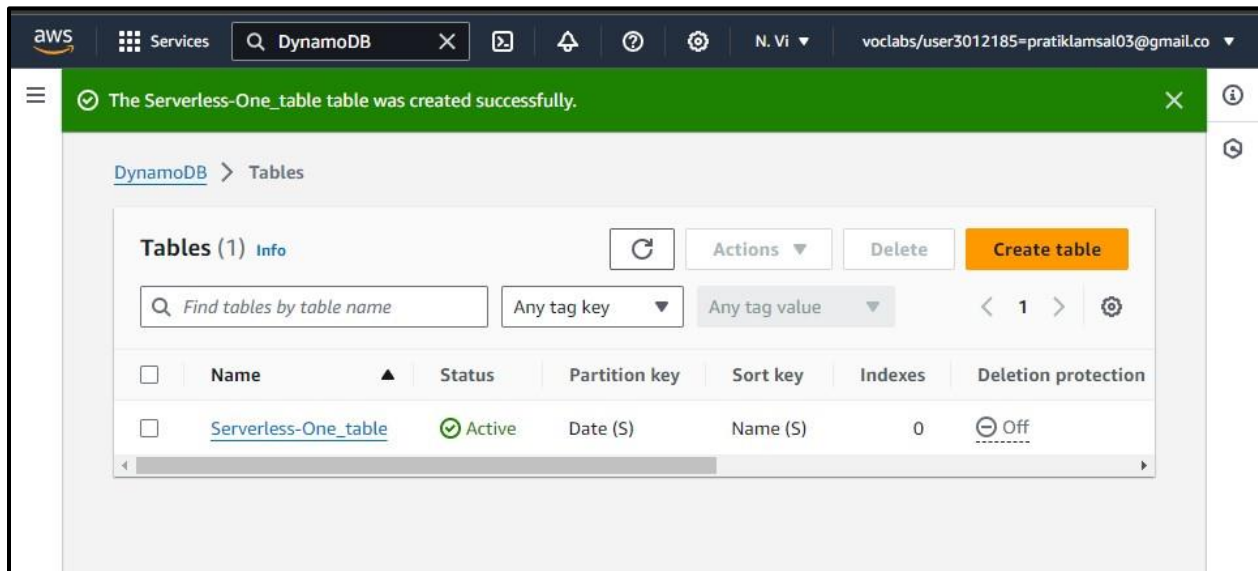 aws Services DynamoDB N. Vi voclabs/user3012185=pratiklamsal03@gmail.co
The Serverless-One_table table was created successfully.
DynamoDB > Tables
Tables (1) Info Actions Delete Create table
Find tables by table name Any tag key Any tag value 1
Name Status Partition key Sort key Indexes Deletion protection
Serverless-One_table Active Date (S) Name (S) 0 Off